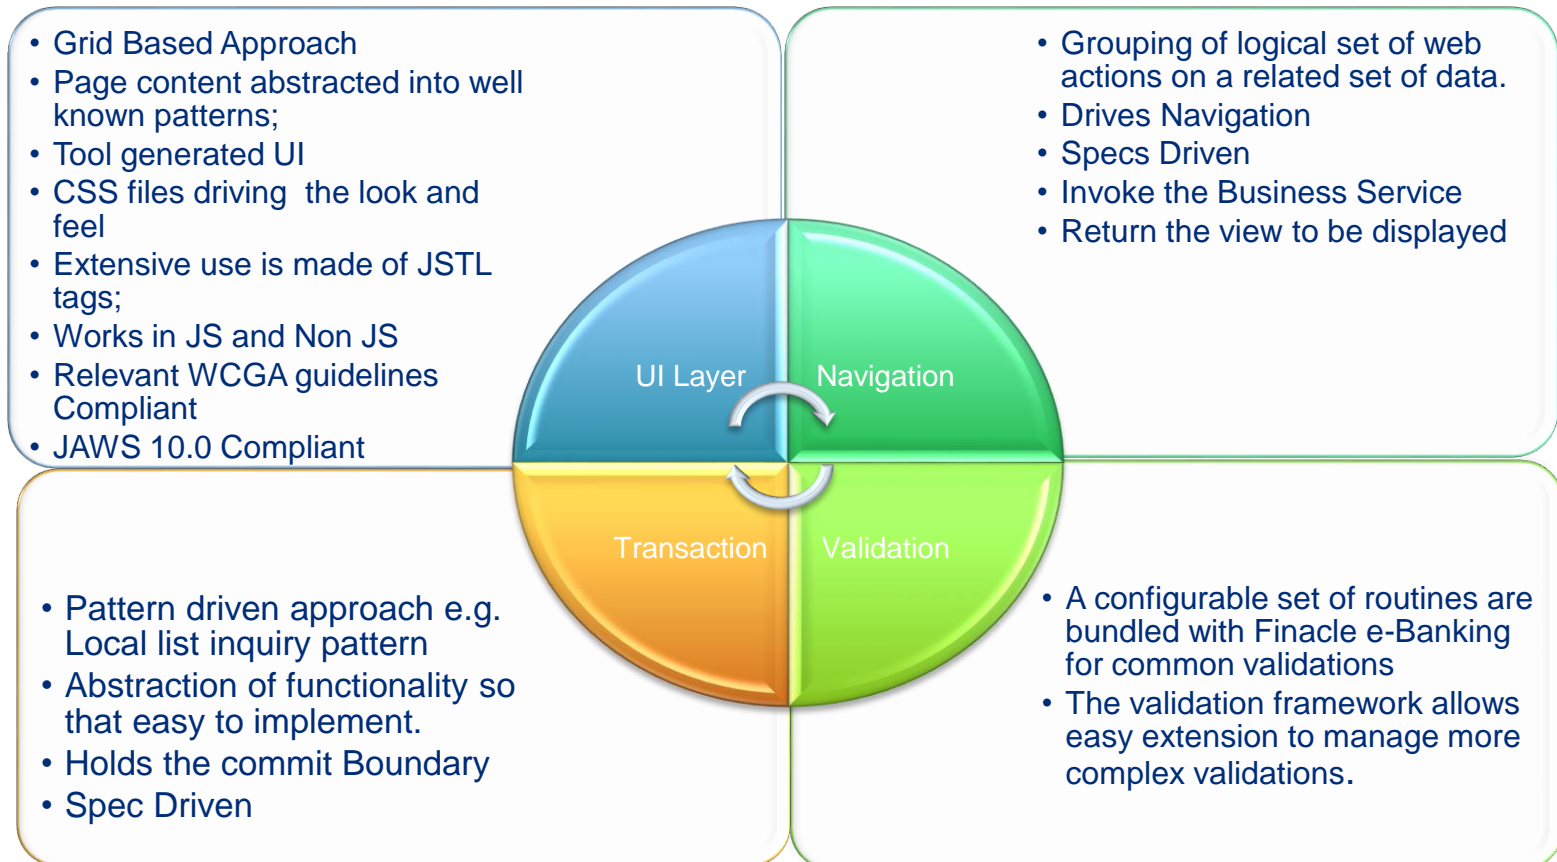 • Grid Based Approach
• Page content abstracted into well
known patterns;
• Tool generated UI
• CSS files driving  the look and
feel
• Extensive use is made of JSTL
tags;
• Works in JS and Non JS
• Relevant WCGA guidelines
Compliant
• JAWS 10.0 Compliant
• Grouping of logical set of web
actions on a related set of data.
• Drives Navigation
• Specs Driven
• Invoke the Business Service
• Return the view to be displayed
UI Layer
Navigation
Transaction
Validation
• Pattern driven approach e.g.
Local list inquiry pattern
• Abstraction of functionality so
that easy to implement.
• Holds the commit Boundary
• Spec Driven
• A configurable set of routines are
bundled with Finacle e-Banking
for common validations
• The validation framework allows
easy extension to manage more
complex validations.